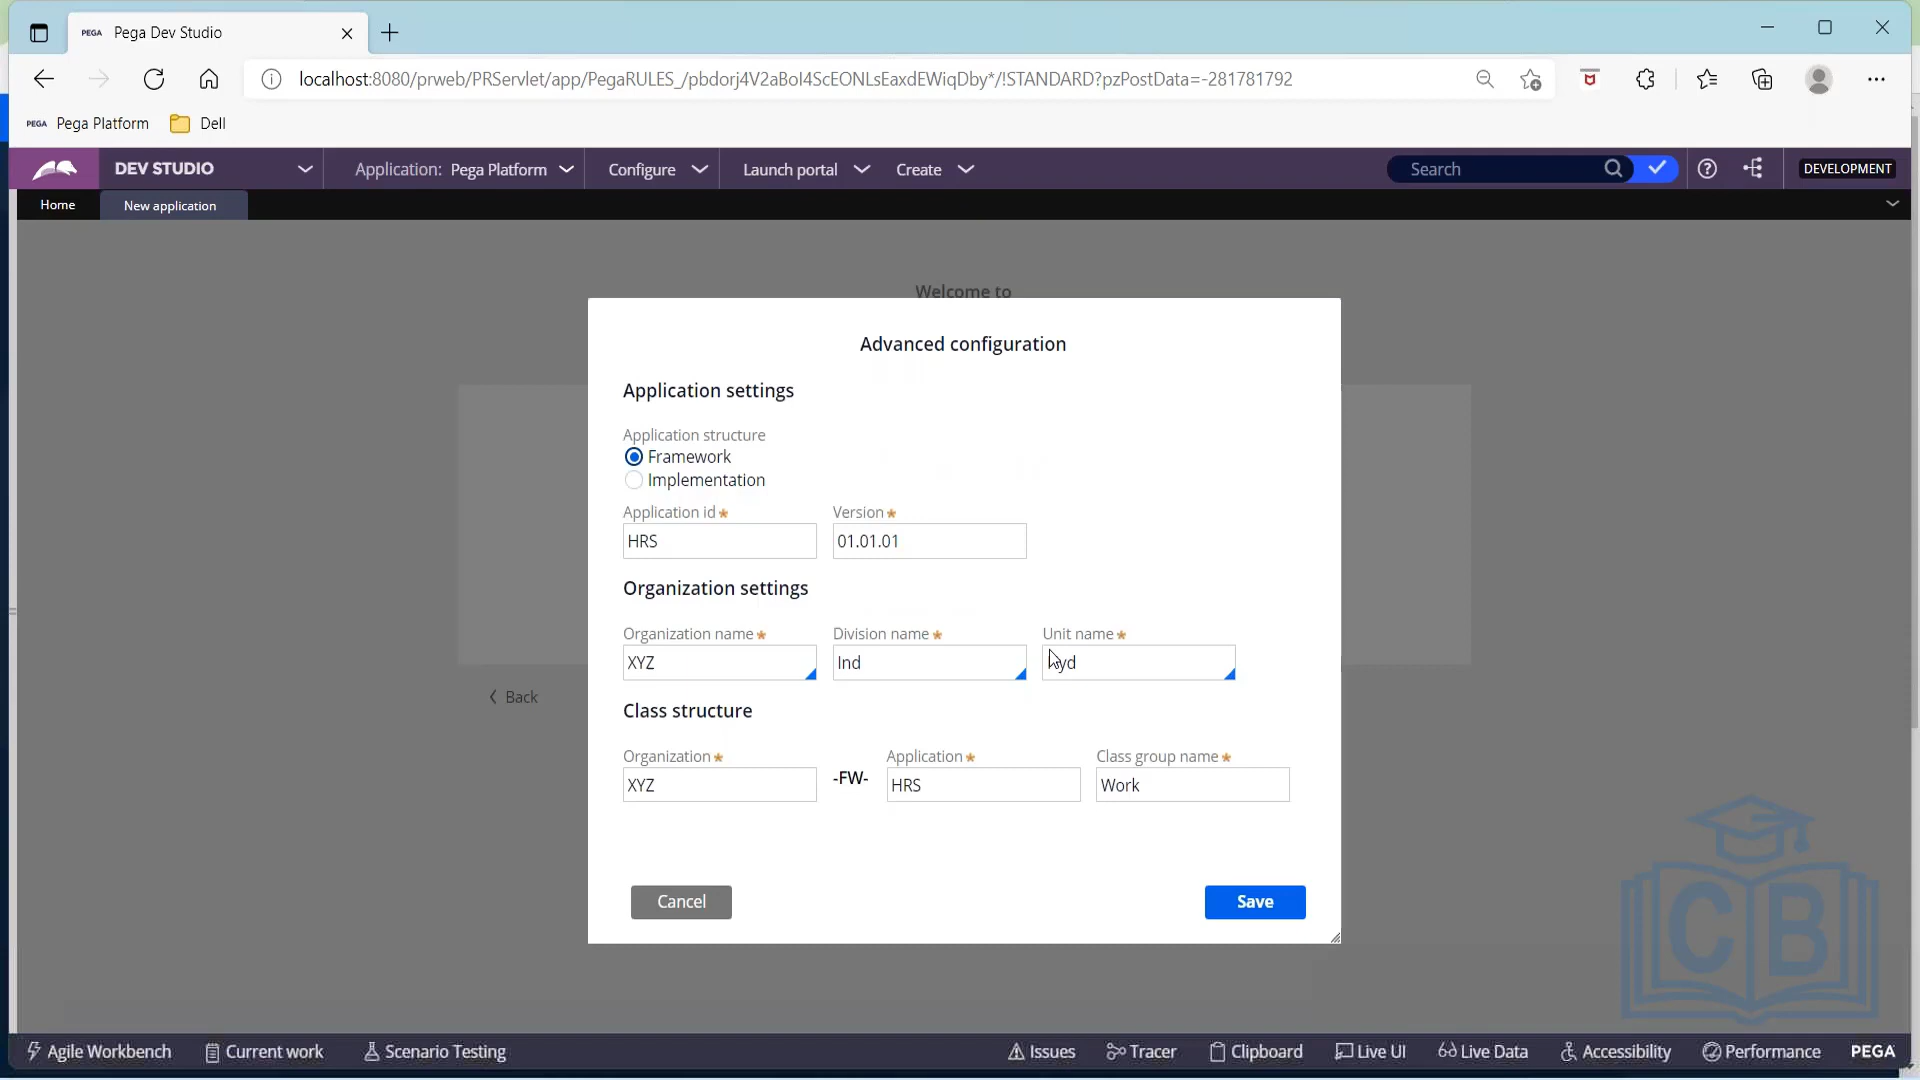 PEGA Pega Dev Studio
localhost:8080/prweb/PRServlet/app/PegaRULES_/pbdorj4V2aBoI4ScEONLsEaxdEWiqDby*/!STANDARD?pzPostData=-281781792
PEGA Pega Platform Dell
DEV STUDIO Application: Pega Platform Configure Launch portal Create Search DEVELOPMENT
Home New application
Welcome to
Advanced configuration
Application settings
Application structure
Framework
Implementation
Application id* Version*
HRS 01.01.01
Organization settings
Organization name* Division name* Unit name*
XYZ Ind
Back
Class structure
Organization* Application* Class group name*
XYZ -FW- HRS Work
Cancel Save
CB
Agile Workbench Current work Scenario Testing Issues Tracer Clipboard Live UI Live Data Accessibility Performance PEGA